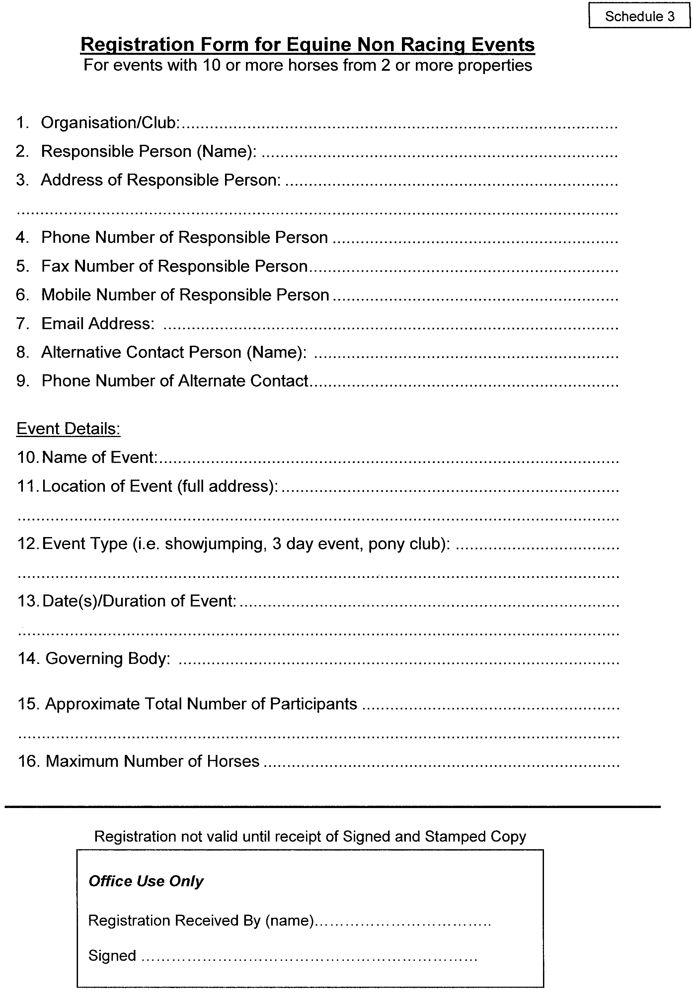 Schedule 3
Registration Form for Equine Non Racing Events
For events with 10 or more horses from 2 or more properties
1. Organisation/Club:................................................................................................
2. Responsible Person (Name): ..............................................................................
3. Address of Responsible Person: .........................................................................
....................................................................................................................................
4. Phone Number of Responsible Person ...............................................................
5. Fax Number of Responsible Person....................................................................
6. Mobile Number of Responsible Person ...............................................................
7. Email Address: ....................................................................................................
8. Alternative Contact Person (Name): ...................................................................
9. Phone Number of Alternate Contact....................................................................
Event Details:
10. Name of Event:.....................................................................................................
11. Location of Event (full address): ..........................................................................
....................................................................................................................................
12. Event Type (i.e. showjumping, 3 day event, pony club): ....................................
....................................................................................................................................
13. Date(s)/Duration of Event: ...................................................................................
....................................................................................................................................
14. Governing Body: .................................................................................................
15. Approximate Total Number of Participants .........................................................
....................................................................................................................................
16. Maximum Number of Horses ..............................................................................
Registration not valid until receipt of Signed and Stamped Copy
Office Use Only
Registration Received By (name)...................................
Signed ..................................................................